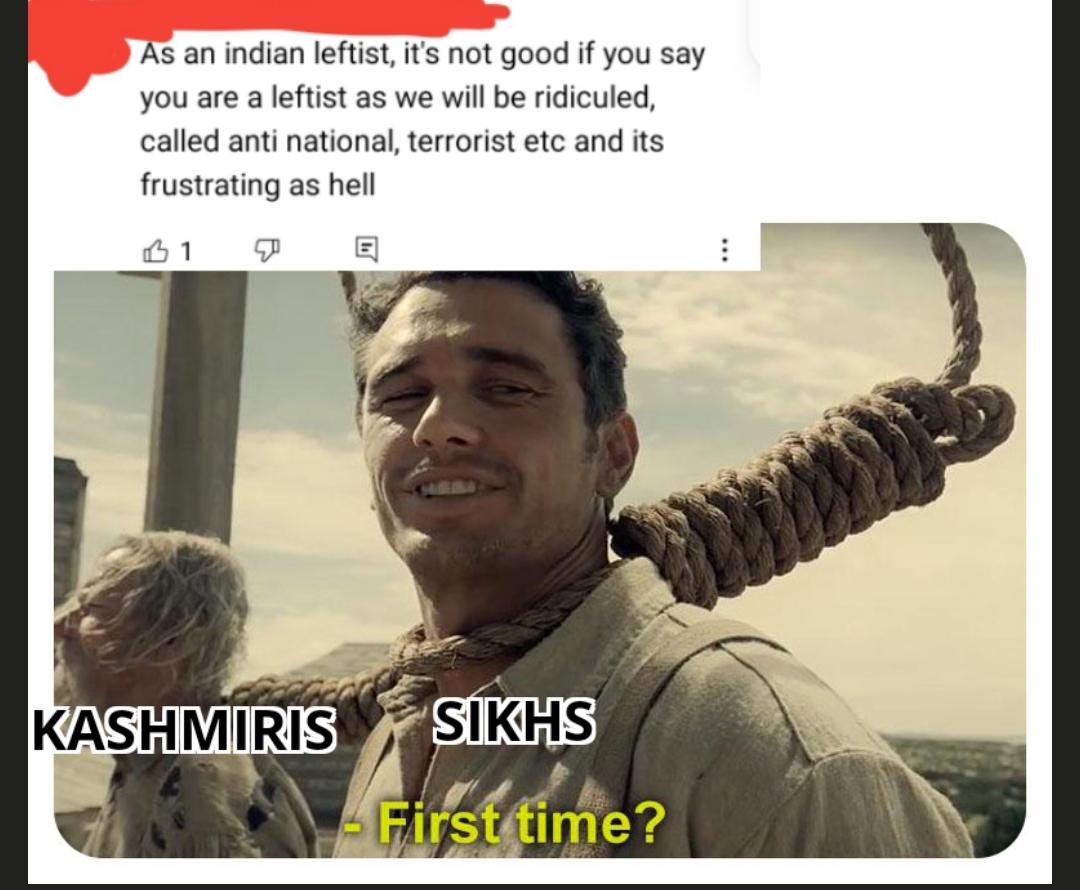 As an indian leftist, it's not good if you say
you are a leftist as we will be ridiculed,
called anti national, terrorist etc and its
frustrating as hell
1
KASHMIRIS
SIKHS
- First time?